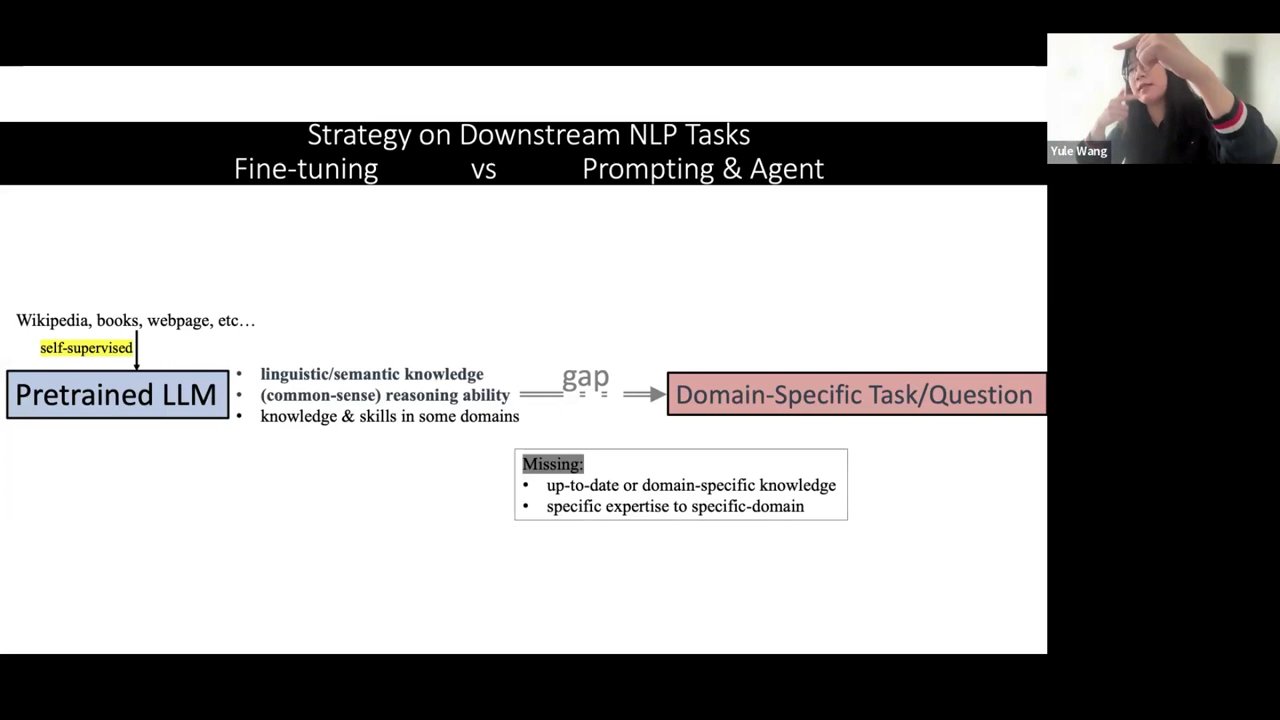 Strategy on Downstream NLP Tasks
Fine-tuning vs Prompting & Agent
Yule Wang
Wikipedia, books, webpage, etc…
self-supervised
Pretrained LLM
• linguistic/semantic knowledge
• (common-sense) reasoning ability
• knowledge & skills in some domains
gap
Domain-Specific Task/Question
Missing:
• up-to-date or domain-specific knowledge
• specific expertise to specific-domain